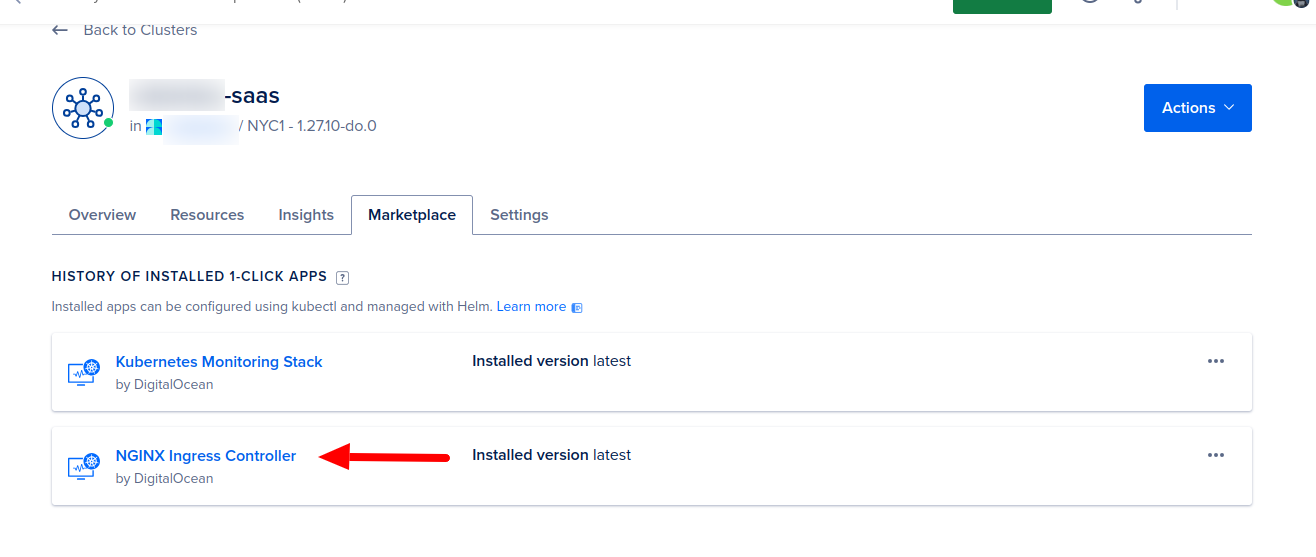 Back to Clusters
-saas
Actions
in / NYC1 - 1.27.10-do.0
Overview Resources Insights Marketplace Settings
HISTORY OF INSTALLED 1-CLICK APPS ?
Installed apps can be configured using kubectl and managed with Helm. Learn more
Kubernetes Monitoring Stack Installed version latest
by DigitalOcean
NGINX Ingress Controller Installed version latest
by DigitalOcean